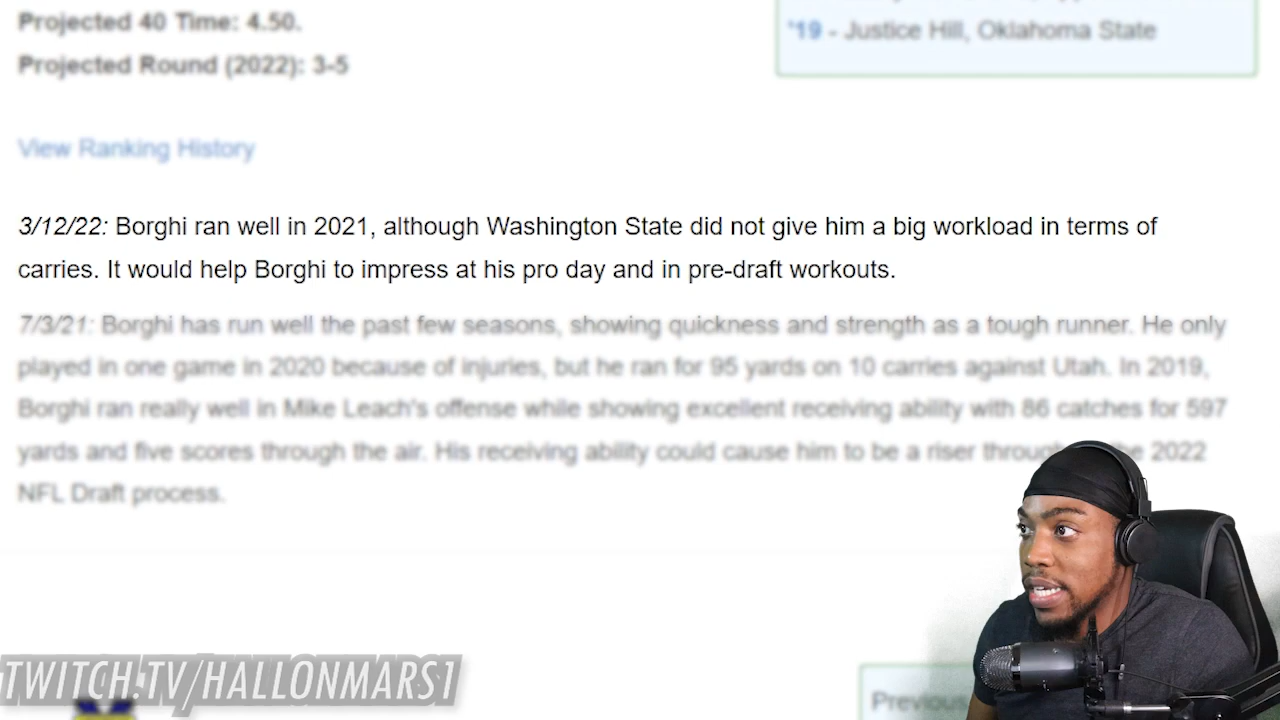 Projected 40 Time: 4.50.
'19 - Justice Hill, Oklahoma State
Projected Round (2022): 3-5
View Ranking History
3/12/22: Borghi ran well in 2021, although Washington State did not give him a big workload in terms of
carries. It would help Borghi to impress at his pro day and in pre-draft workouts.
7/3/21: Borghi has run well the past few seasons, showing quickness and strength as a tough runner. He only
played in one game in 2020 because of injuries, but he ran for 95 yards on 10 carries against Utah. In 2019,
Borghi ran really well in Mike Leach's offense while showing excellent receiving ability with 86 catches for 597
yards and five scores through the air. His receiving ability could cause him to be a riser 2022
NFL Draft process.
TWITCH.TV/HALLONMARS1
Previous